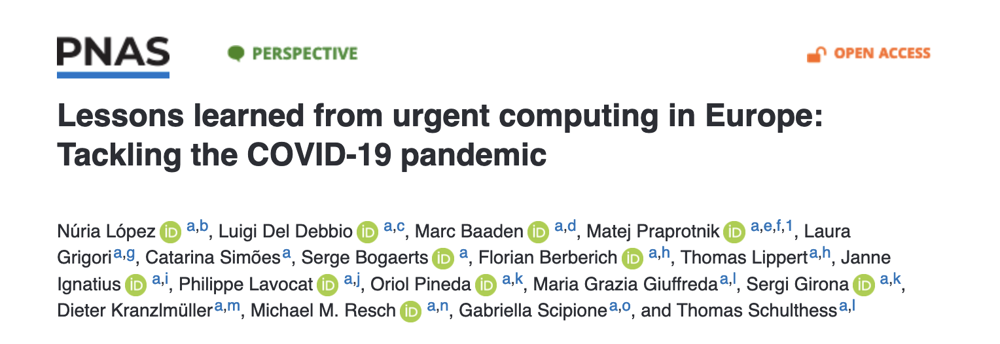 PNAS PERSPECTIVE OPEN ACCESS
Lessons learned from urgent computing in Europe:
Tackling the COVID-19 pandemic
Núria López iD a,b, Luigi Del Debbio iD a,c, Marc Baaden iD a,d, Matej Praprotnik iD a,e,f,1, Laura
Grigori a,g, Catarina Simões a, Serge Bogaerts iD a, Florian Berberich iD a,h, Thomas Lippert a,h, Janne
Ignatius iD a,i, Philippe Lavocat iD a,j, Oriol Pineda iD a,k, Maria Grazia Giuffreda a,l, Sergi Girona iD a,k,
Dieter Kranzlmüller a,m, Michael M. Resch iD a,n, Gabriella Scipione a,o, and Thomas Schulthess a,l